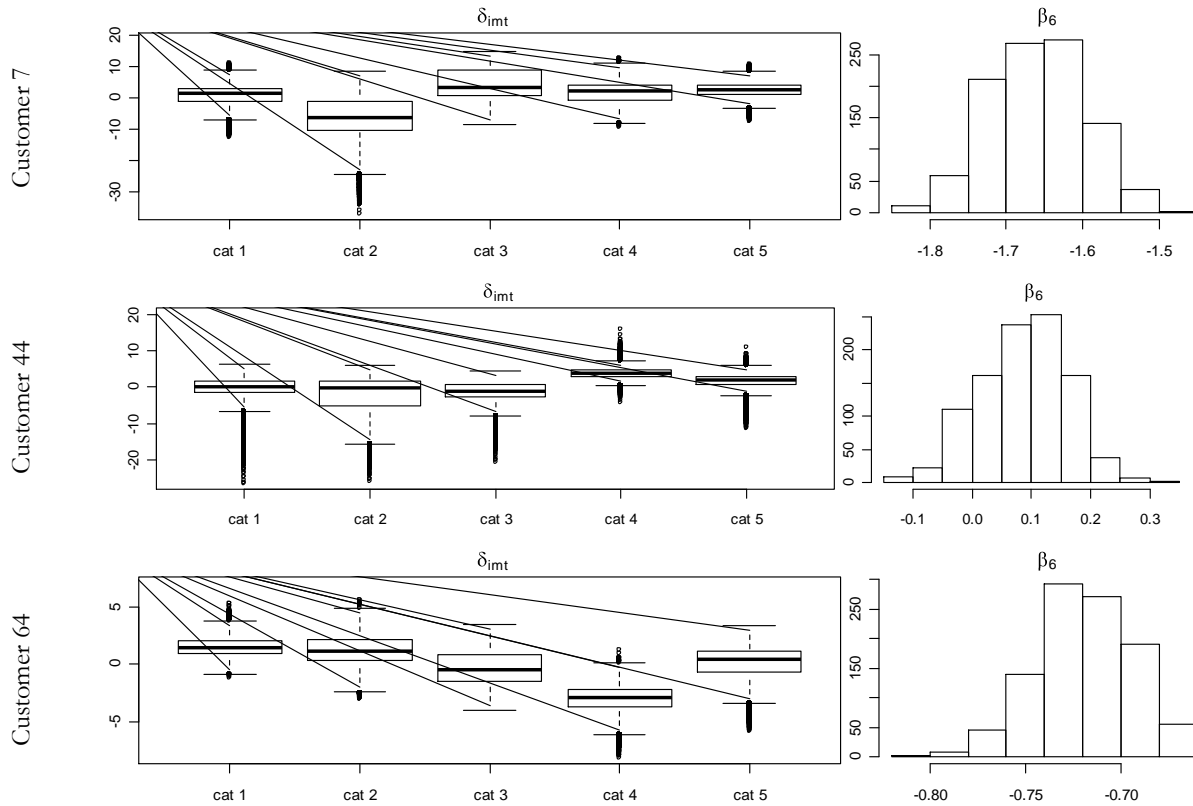 δimt
β6
Customer 7
20
10
0
-10
-30
cat 1
cat 2
cat 3
cat 4
cat 5
250
150
50
0
-1.8
-1.7
-1.6
-1.5
δimt
β6
Customer 44
20
10
0
-10
-20
cat 1
cat 2
cat 3
cat 4
cat 5
200
150
100
50
0
-0.1
0.0
0.1
0.2
0.3
δimt
β6
Customer 64
5
0
-5
cat 1
cat 2
cat 3
cat 4
cat 5
250
150
50
0
-0.80
-0.75
-0.70